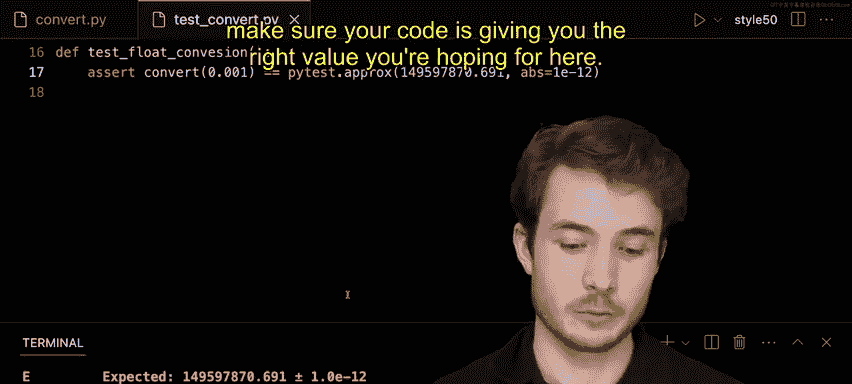 convert.py
test_convert.py
style50
make sure your code is giving you the
right value you're hoping for here.
16 def test_float_convesion
17 assert convert(0.001) == pytest.approx(149597870.691, abs=1e-12)
18
TERMINAL
E Expected: 149597870.691 ± 1.0e-12